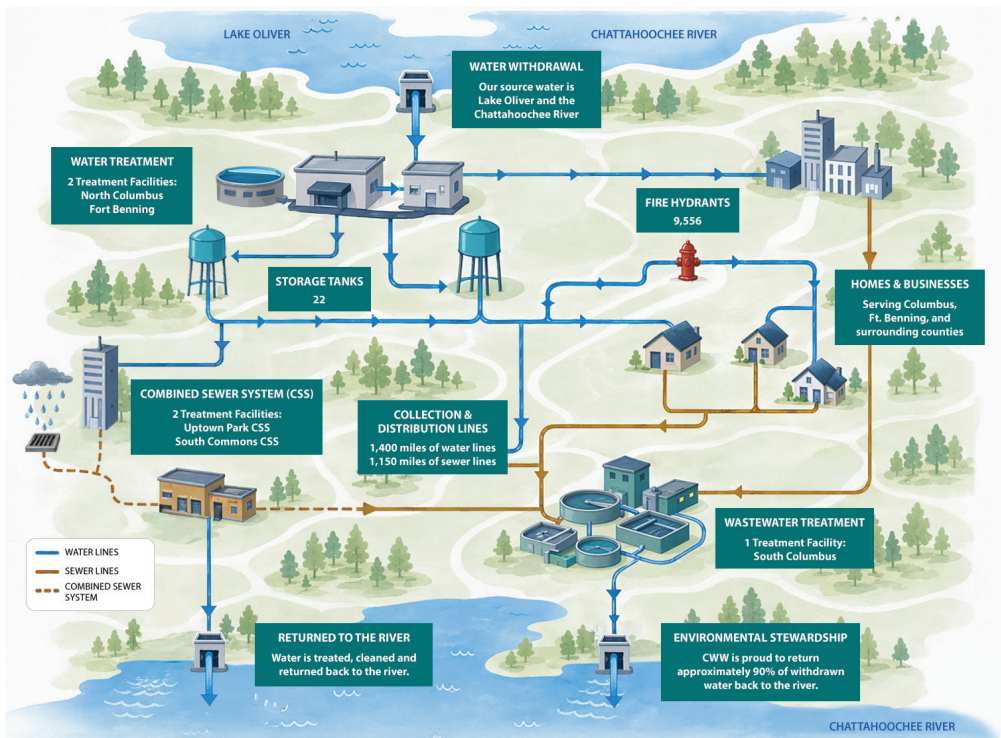 LAKE OLIVER
CHATTAHOOCHEE RIVER
WATER WITHDRAWAL
Our source water is
Lake Oliver and the
Chattahoochee River
WATER TREATMENT
2 Treatment Facilities:
North Columbus
Fort Benning
FIRE HYDRANTS
9,556
STORAGE TANKS
22
HOMES & BUSINESSES
Serving Columbus,
Ft. Benning, and
surrounding counties
COMBINED SEWER SYSTEM (CSS)
2 Treatment Facilities:
Uptown Park CSS
South Commons CSS
COLLECTION &
DISTRIBUTION LINES
1,400 miles of water lines
1,150 miles of sewer lines
WASTEWATER TREATMENT
1 Treatment Facility:
South Columbus
WATER LINES
SEWER LINES
COMBINED SEWER
SYSTEM
RETURNED TO THE RIVER
Water is treated, cleaned and
returned back to the river.
ENVIRONMENTAL STEWARDSHIP
CWW is proud to return
approximately 90% of withdrawn
water back to the river.
CHATTAHOOCHEE RIVER